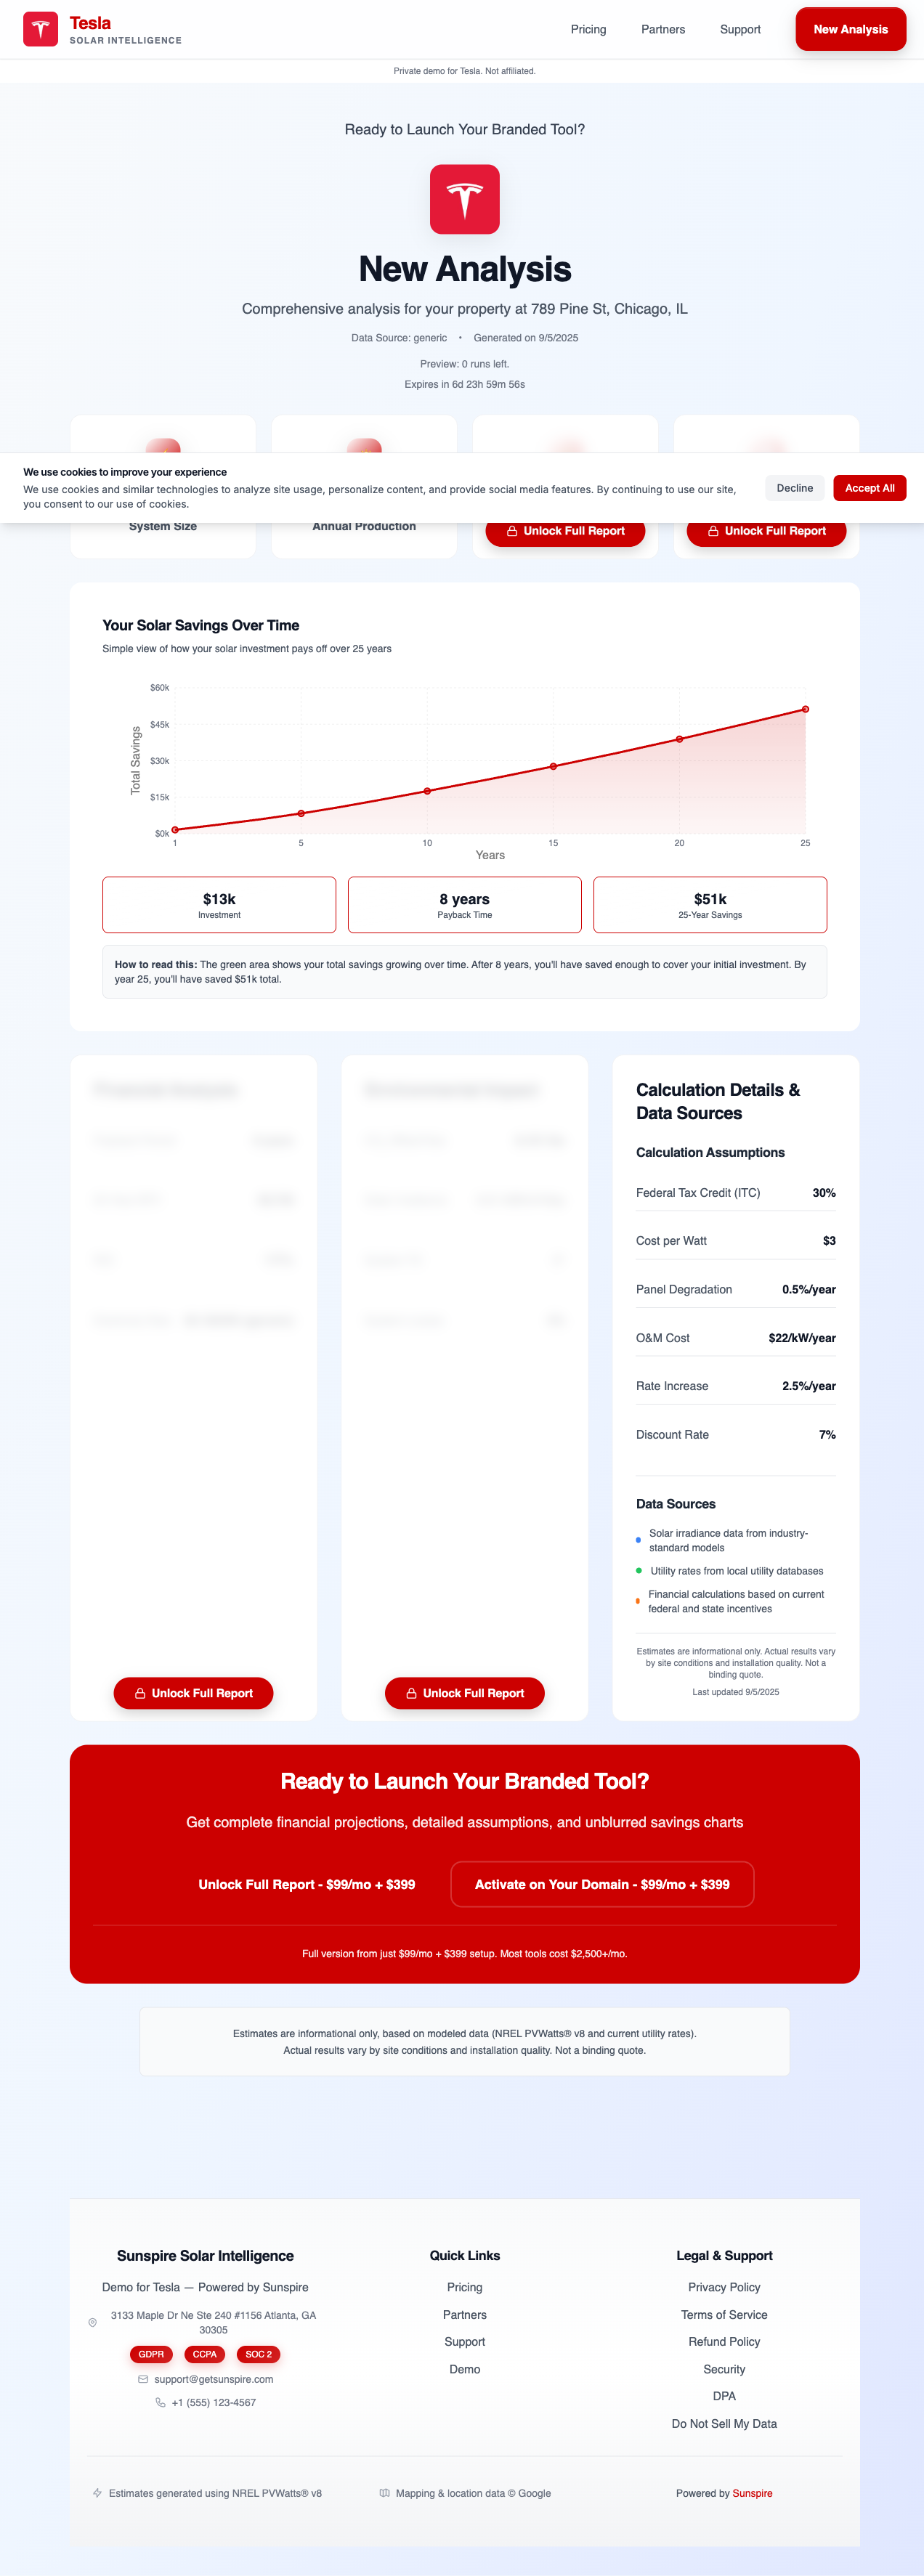 Tesla
SOLAR INTELLIGENCE
Pricing
Partners
Support
New Analysis
Private demo for Tesla. Not affiliated.
Ready to Launch Your Branded Tool?
New Analysis
Comprehensive analysis for your property at 789 Pine St, Chicago, IL
Data Source: generic • Generated on 9/5/2025
Preview: 0 runs left.
Expires in 6d 23h 59m 56s
We use cookies to improve your experience
We use cookies and similar technologies to analyze site usage, personalize content, and provide social media features. By continuing to use our site,
you consent to our use of cookies.
Decline
Accept All
System Size
Annual Production
Unlock Full Report
Unlock Full Report
Your Solar Savings Over Time
Simple view of how your solar investment pays off over 25 years
Total Savings
$60k
$45k
$30k
$15k
$0k
1
5
10
15
20
25
Years
$13k
Investment
8 years
Payback Time
$51k
25-Year Savings
How to read this: The green area shows your total savings growing over time. After 8 years, you'll have saved enough to cover your initial investment. By
year 25, you'll have saved $51k total.
Unlock Full Report
Unlock Full Report
Calculation Details &
Data Sources
Calculation Assumptions
Federal Tax Credit (ITC) 30%
Cost per Watt $3
Panel Degradation 0.5%/year
O&M Cost $22/kW/year
Rate Increase 2.5%/year
Discount Rate 7%
Data Sources
Solar irradiance data from industry-
standard models
Utility rates from local utility databases
Financial calculations based on current
federal and state incentives
Estimates are informational only. Actual results vary
by site conditions and installation quality. Not a
binding quote.
Last updated 9/5/2025
Ready to Launch Your Branded Tool?
Get complete financial projections, detailed assumptions, and unblurred savings charts
Unlock Full Report - $99/mo + $399
Activate on Your Domain - $99/mo + $399
Full version from just $99/mo + $399 setup. Most tools cost $2,500+/mo.
Estimates are informational only, based on modeled data (NREL PVWatts® v8 and current utility rates).
Actual results vary by site conditions and installation quality. Not a binding quote.
Sunspire Solar Intelligence
Demo for Tesla — Powered by Sunspire
3133 Maple Dr Ne Ste 240 #1156 Atlanta, GA
30305
GDPR
CCPA
SOC 2
support@getsunspire.com
+1 (555) 123-4567
Quick Links
Pricing
Partners
Support
Demo
Legal & Support
Privacy Policy
Terms of Service
Refund Policy
Security
DPA
Do Not Sell My Data
Estimates generated using NREL PVWatts® v8
Mapping & location data © Google
Powered by Sunspire